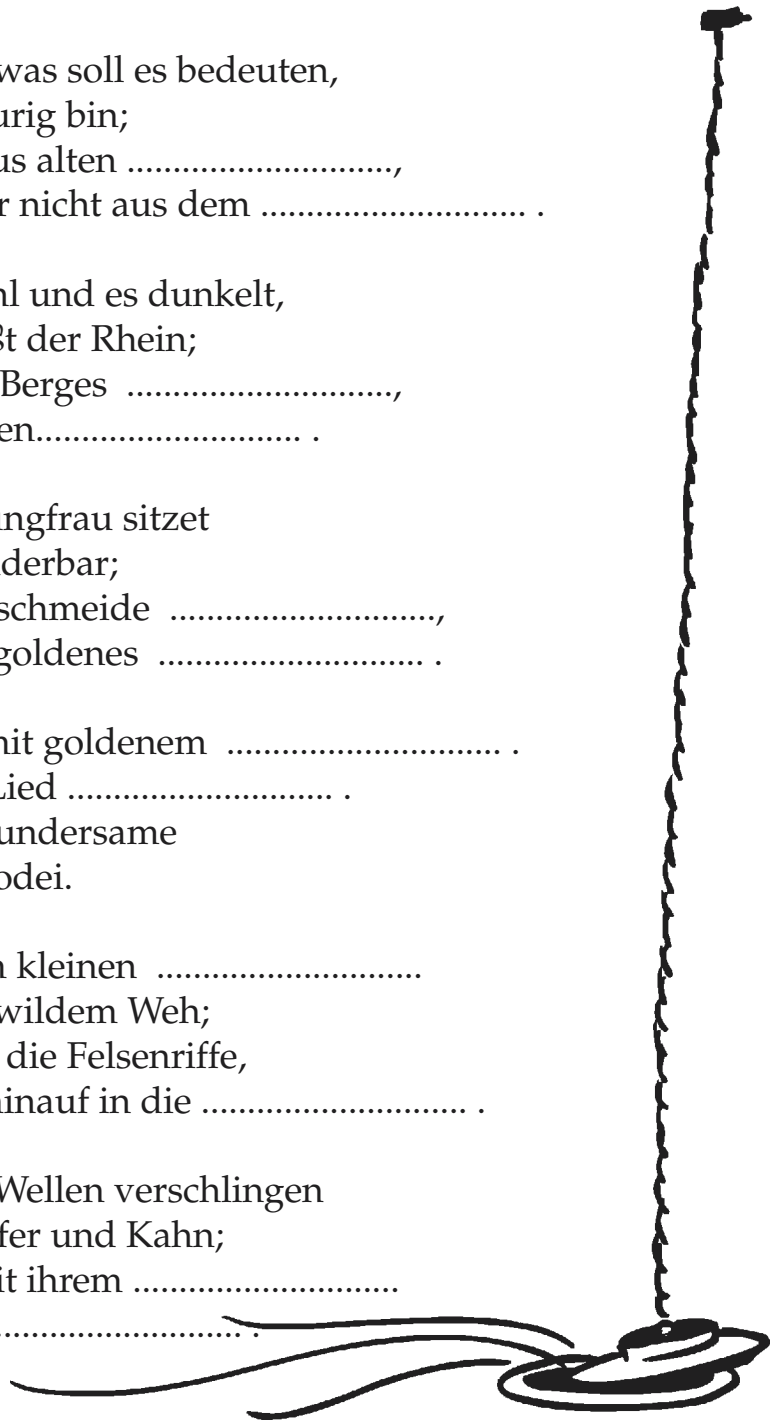 was soll es bedeuten,
urig bin;
us alten .............................,
r nicht aus dem ............................. .
hl und es dunkelt,
ßt der Rhein;
Berges .............................,
en............................. .
ungfrau sitzet
derbar;
schmeide .............................,
goldenes ............................. .
nit goldenem .............................. .
Lied ............................. .
undersame
odei.
n kleinen .............................
wildem Weh;
die Felsenriffe,
hinauf in die ............................. .
Wellen verschlingen
fer und Kahn;
it ihrem .............................
........................... .